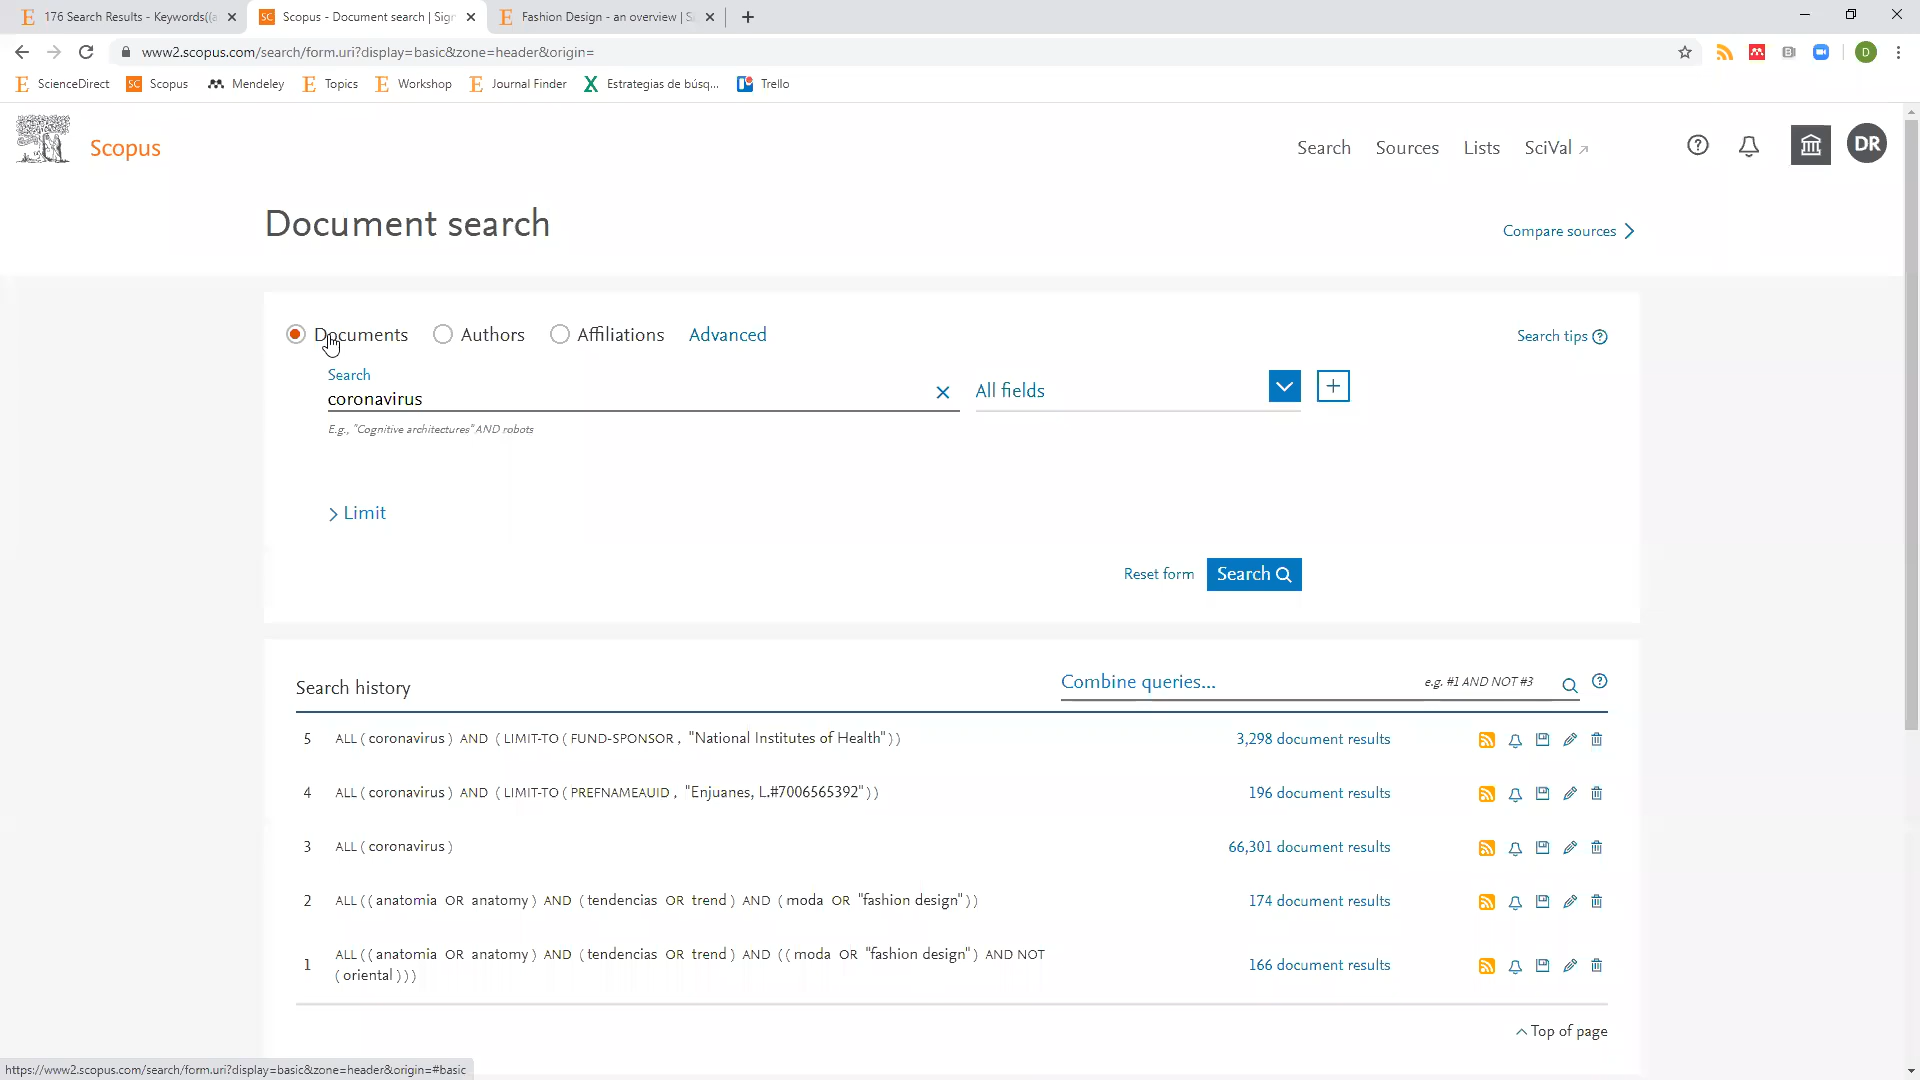 176 Search Results - Keywords((a
Scopus - Document search | Sign
Fashion Design - an overview | S
www2.scopus.com/search/form.uri?display=basic&zone=header&origin=
D
ScienceDirect
Scopus
Mendeley
Topics
Workshop
Journal Finder
Estrategias de búsq...
Trello
Scopus
Search
Sources
Lists
SciVal
DR
Document search
Compare sources
Documents
Authors
Affiliations
Advanced
Search tips
Search
coronavirus
All fields
E.g., "Cognitive architectures" AND robots
Limit
Reset form
Search
Search history
Combine queries...
e.g. #1 AND NOT #3
5 ALL ( coronavirus ) AND ( LIMIT-TO ( FUND-SPONSOR , "National Institutes of Health" ) ) 3,298 document results
4 ALL ( coronavirus ) AND ( LIMIT-TO ( PREFNAMEAUID , "Enjuanes, L.#7006565392" ) ) 196 document results
3 ALL ( coronavirus ) 66,301 document results
2 ALL ( ( anatomia OR anatomy ) AND ( tendencias OR trend ) AND ( moda OR "fashion design" ) ) 174 document results
1 ALL ( ( anatomia OR anatomy ) AND ( tendencias OR trend ) AND ( ( moda OR "fashion design" ) AND NOT
( oriental ) ) ) 166 document results
Top of page
https://www2.scopus.com/search/form.uri?display=basic&zone=header&origin=#basic